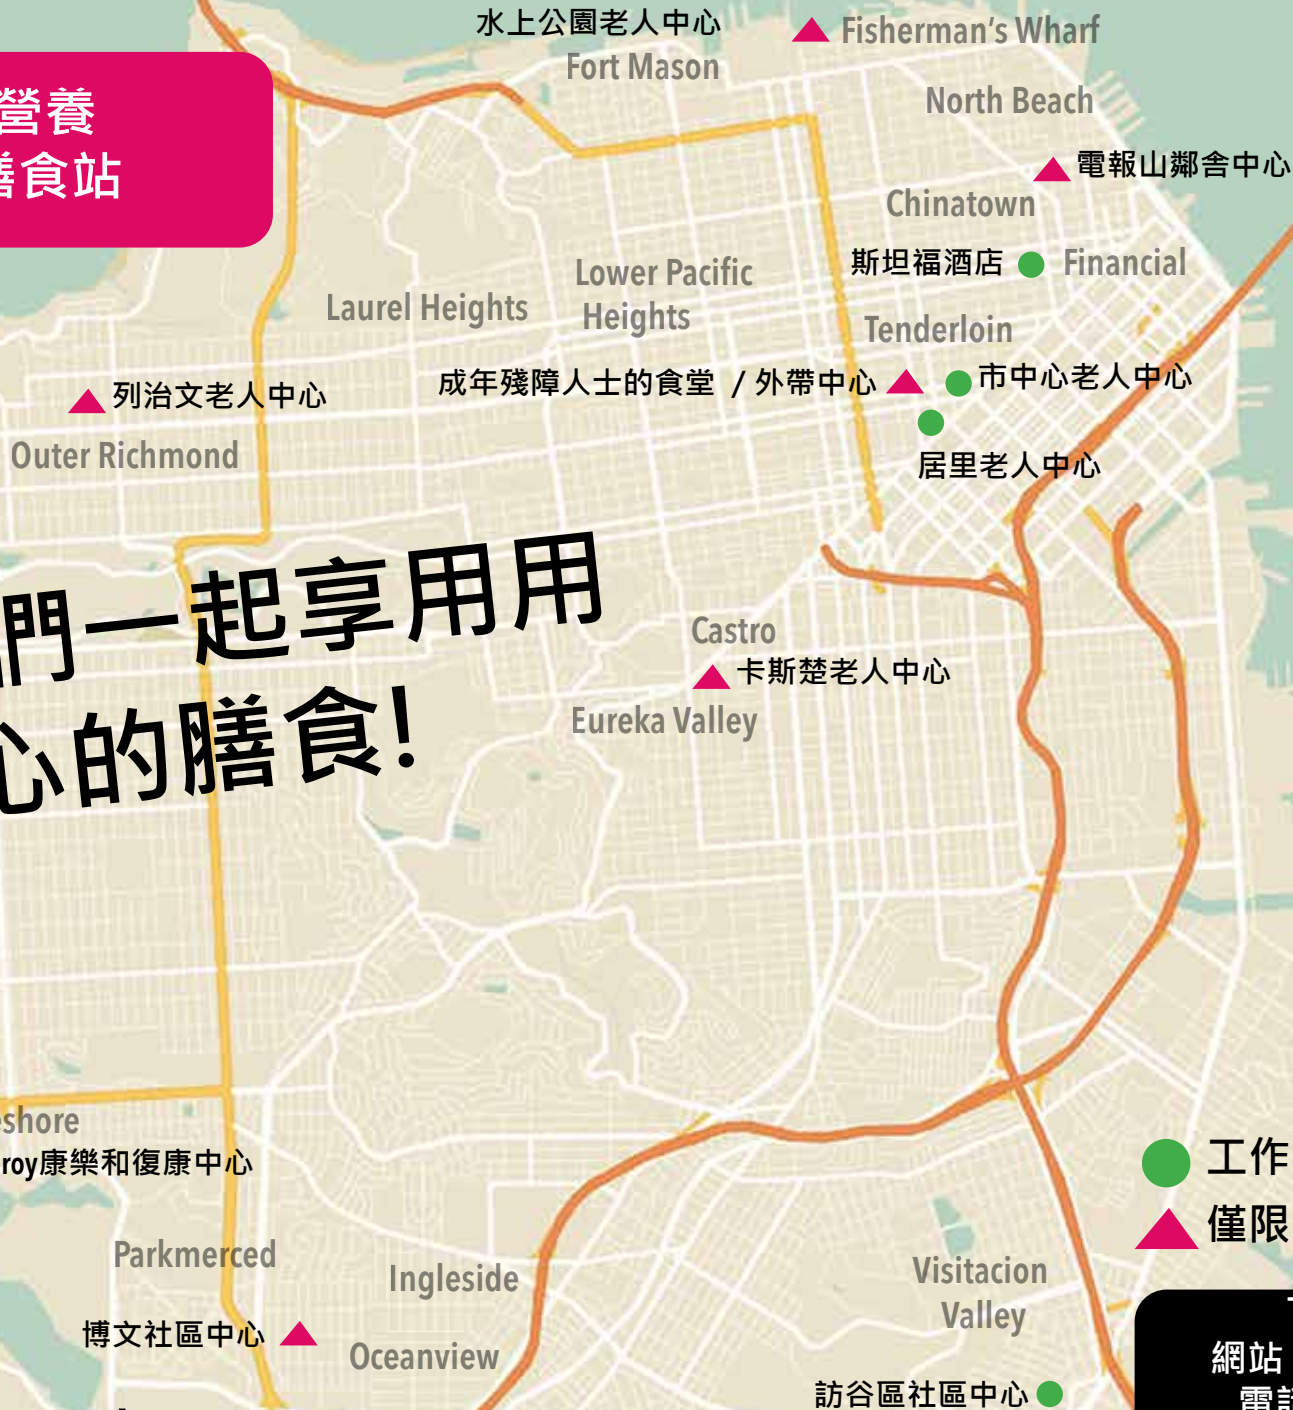 水上公園老人中心
Fisherman’s Wharf
Fort Mason
營養
膳食站
North Beach
電報山鄰舍中心
Chinatown
斯坦福酒店
Financial
Lower Pacific
Heights
Laurel Heights
Tenderloin
成年殘障人士的食堂 / 外帶中心
市中心老人中心
列治文老人中心
Outer Richmond
居里老人中心
們一起享用用
心的膳食!
Castro
卡斯楚老人中心
Eureka Valley
shore
roy康樂和復康中心
工作
僅限
Parkmerced
Ingleside
Visitacion
Valley
博文社區中心
Oceanview
訪谷區社區中心
網站
電話